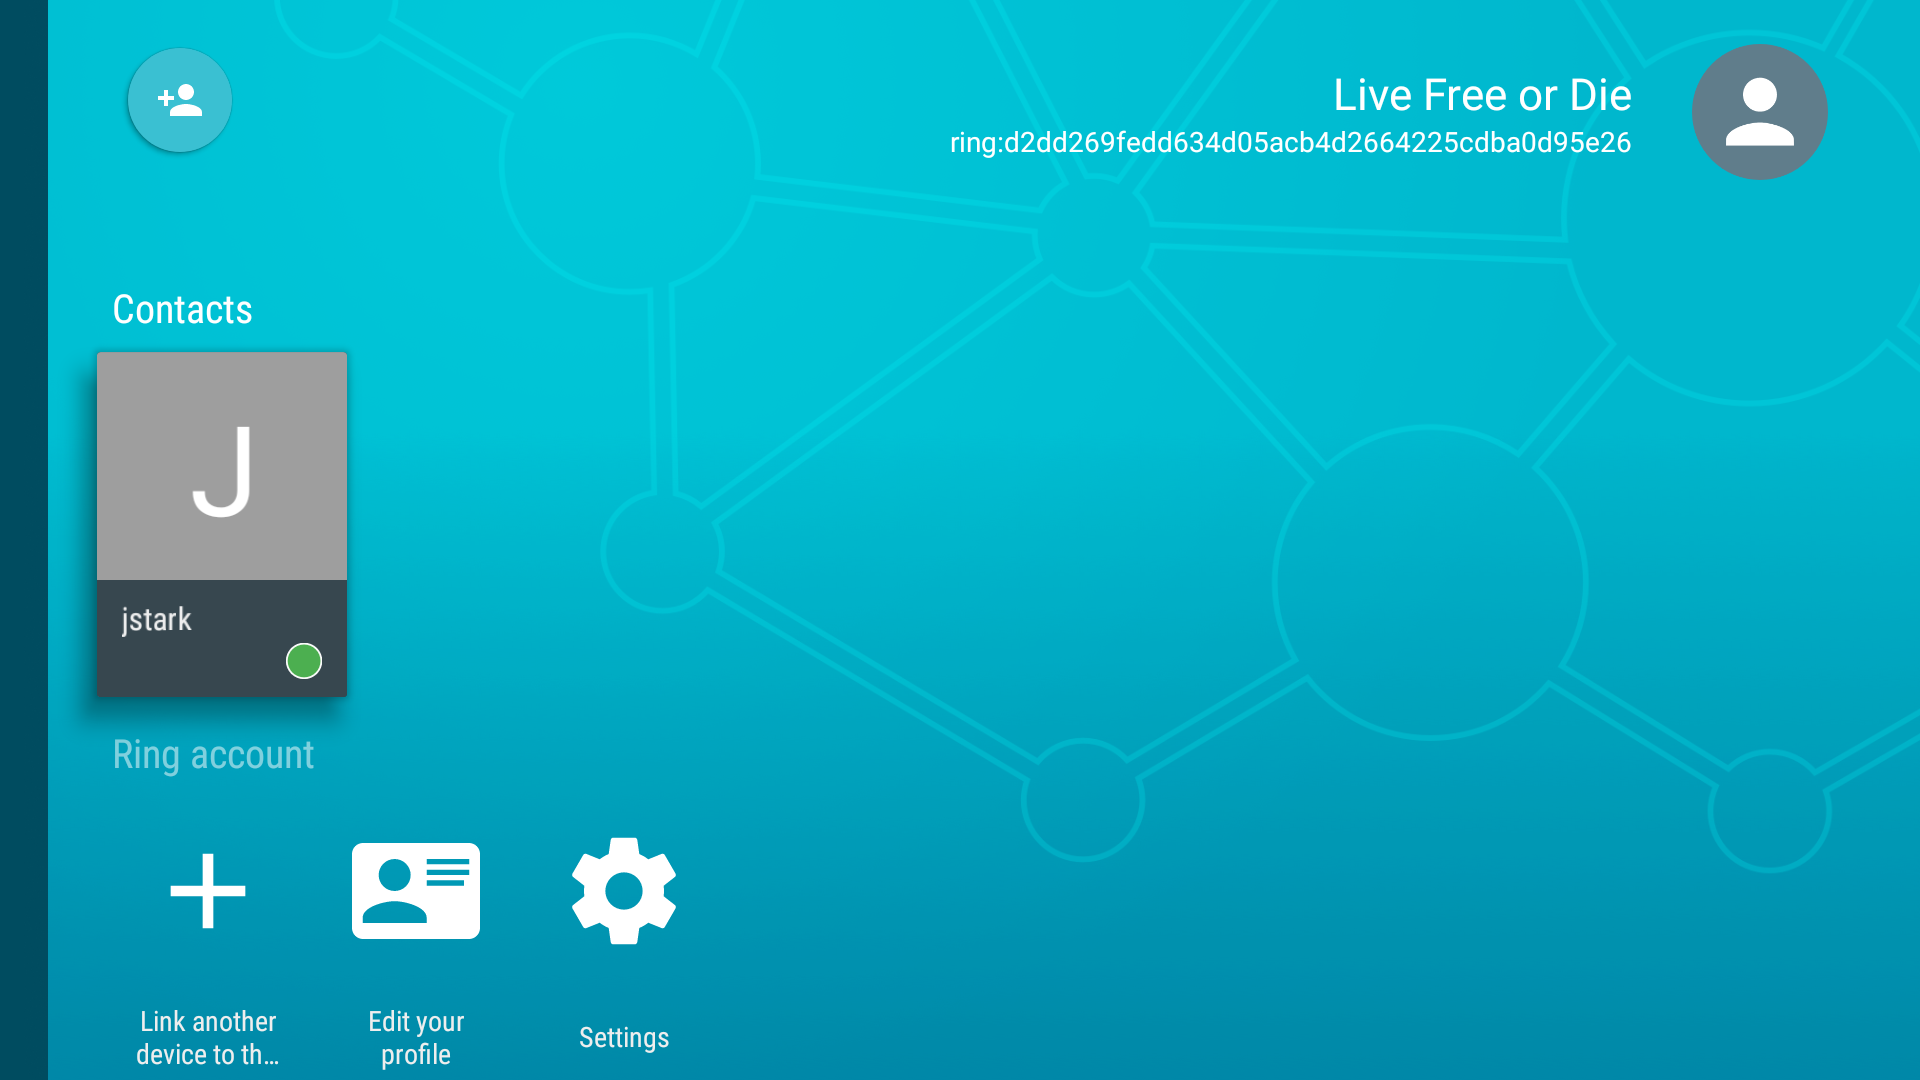 Live Free or Die
ring:d2dd269fedd634d05acb4d2664225cdba0d95e26
Contacts
J
jstark
Ring account
Link another
device to th...
Edit your
profile
Settings